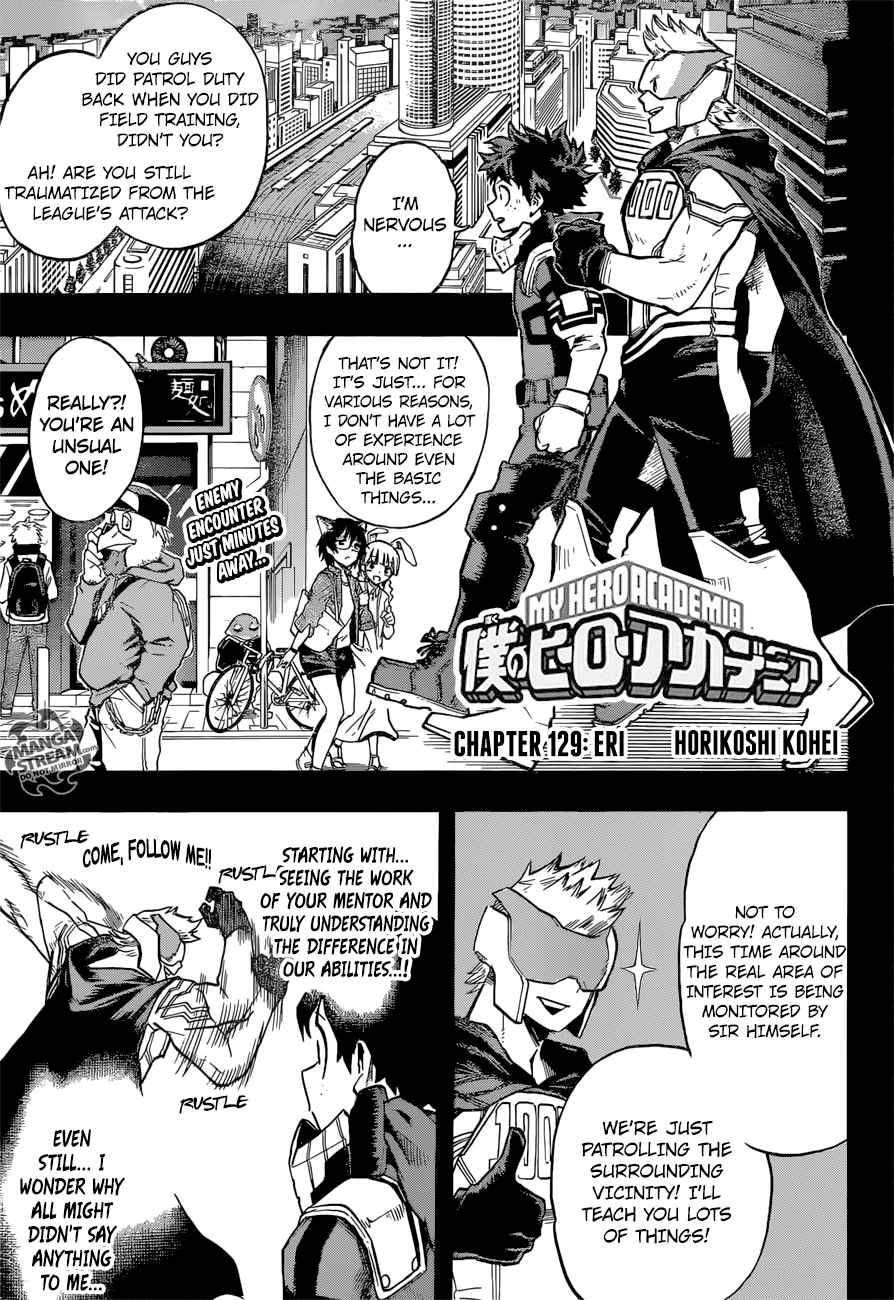 I'M
NERVOUS
...
YOU GUYS
DID PATROL DUTY
BACK WHEN YOU DID
FIELD TRAINING,
DIDN'T YOU?
AH! ARE YOU STILL
TRAUMATIZED FROM THE
LEAGUE'S ATTACK?
100
THAT'S NOT IT!
IT'S JUST... FOR
VARIOUS REASONS,
I DON'T HAVE A LOT
OF EXPERIENCE
AROUND EVEN
THE BASIC
THINGS...
REALLY?!
YOU'RE AN
UNSUAL
ONE!
ENEMY
ENCOUNTER
JUST MINUTES
AWAY...
MY HERO ACADEMIA
僕のヒーローアカデミア
CHAPTER 129: ERI
HORIKOSHI KOHEI
MANGA
STREAM.com
DO NOT MIRROR
NOT TO
WORRY! ACTUALLY,
THIS TIME AROUND
THE REAL AREA OF
INTEREST IS BEING
MONITORED BY
SIR HIMSELF.
WE'RE JUST
PATROLLING THE
SURROUNDING
VICINITY! I'LL
TEACH YOU LOTS
OF THINGS!
100
RUSTLE
COME, FOLLOW ME!!
RUSTLE
STARTING WITH...
SEEING THE WORK
OF YOUR MENTOR AND
TRULY UNDERSTANDING
THE DIFFERENCE IN
OUR ABILITIES...!
RUSTLE
EVEN
STILL... I
WONDER WHY
ALL MIGHT
DIDN'T SAY
ANYTHING
TO ME...